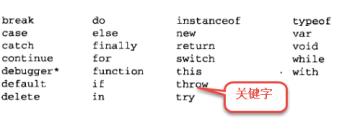 break do instanceof typeof
case else new var
catch finally return void
continue for switch while
debugger* function this with
default if throw
delete in try
关键字